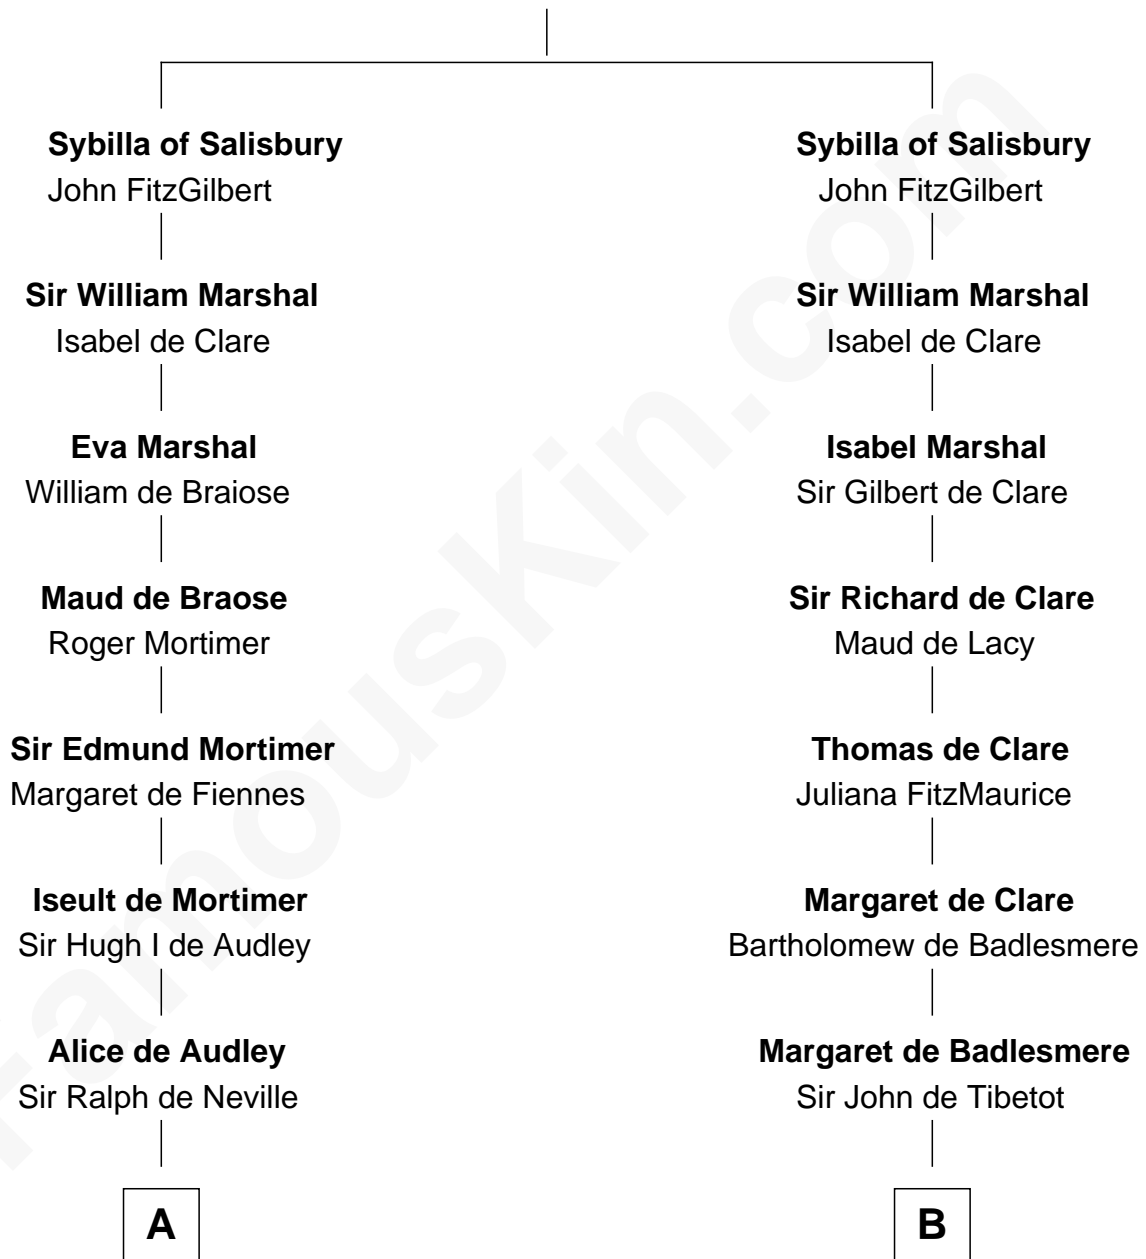 Sybilla of Salisbury
John FitzGilbert
Sir William Marshal
Isabel de Clare
Eva Marshal
William de Braiose
Maud de Braose
Roger Mortimer
Sir Edmund Mortimer
Margaret de Fiennes
Iseult de Mortimer
Sir Hugh I de Audley
Alice de Audley
Sir Ralph de Neville
A
Sybilla of Salisbury
John FitzGilbert
Sir William Marshal
Isabel de Clare
Isabel Marshal
Sir Gilbert de Clare
Sir Richard de Clare
Maud de Lacy
Thomas de Clare
Juliana FitzMaurice
Margaret de Clare
Bartholomew de Badlesmere
Margaret de Badlesmere
Sir John de Tibetot
B
FamousKin.com